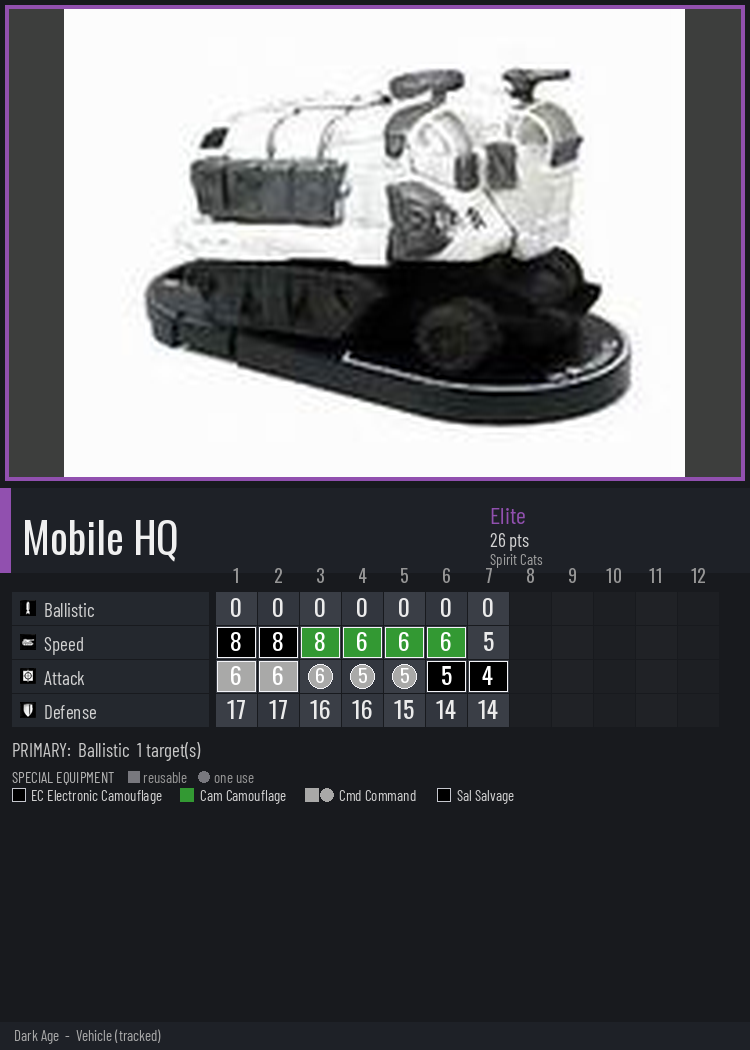 Mobile HQ
Elite
26 pts
Spirit Cats
1 2 3 4 5 6 7 8 9 10 11 12
Ballistic 0 0 0 0 0 0 0
Speed 8 8 8 6 6 6 5
Attack 6 6 6 5 5 5 4
Defense 17 17 16 16 15 14 14
PRIMARY: Ballistic 1 target(s)
SPECIAL EQUIPMENT reusable one use
EC Electronic Camouflage Cam Camouflage Cmd Command Sal Salvage
Dark Age - Vehicle (tracked)